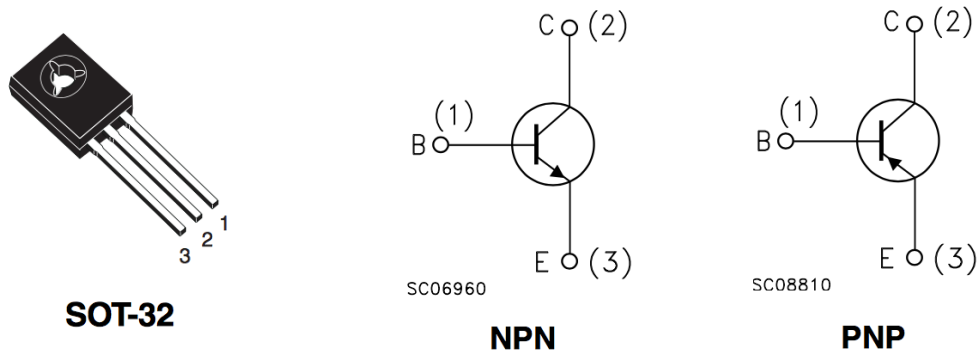 1
2
3
SOT-32
C (2)
(1)
B
E (3)
SC06960
NPN
C (2)
(1)
B
E (3)
SC08810
PNP